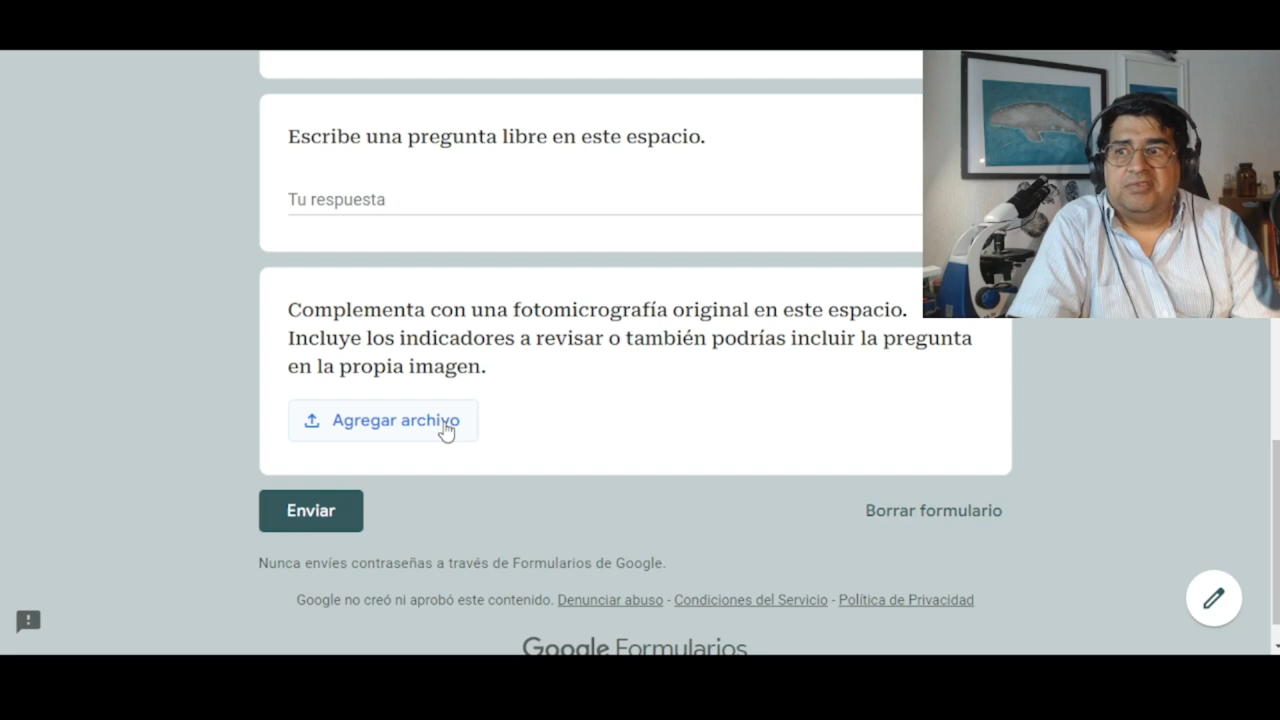 Escribe una pregunta libre en este espacio.
Tu respuesta
Complementa con una fotomicrografía original en este espacio.
Incluye los indicadores a revisar o también podrías incluir la pregunta
en la propia imagen.
Agregar archivo
Enviar
Borrar formulario
Nunca envíes contraseñas a través de Formularios de Google.
Google no creó ni aprobó este contenido. Denunciar abuso - Condiciones del Servicio - Política de Privacidad
Google Formularios